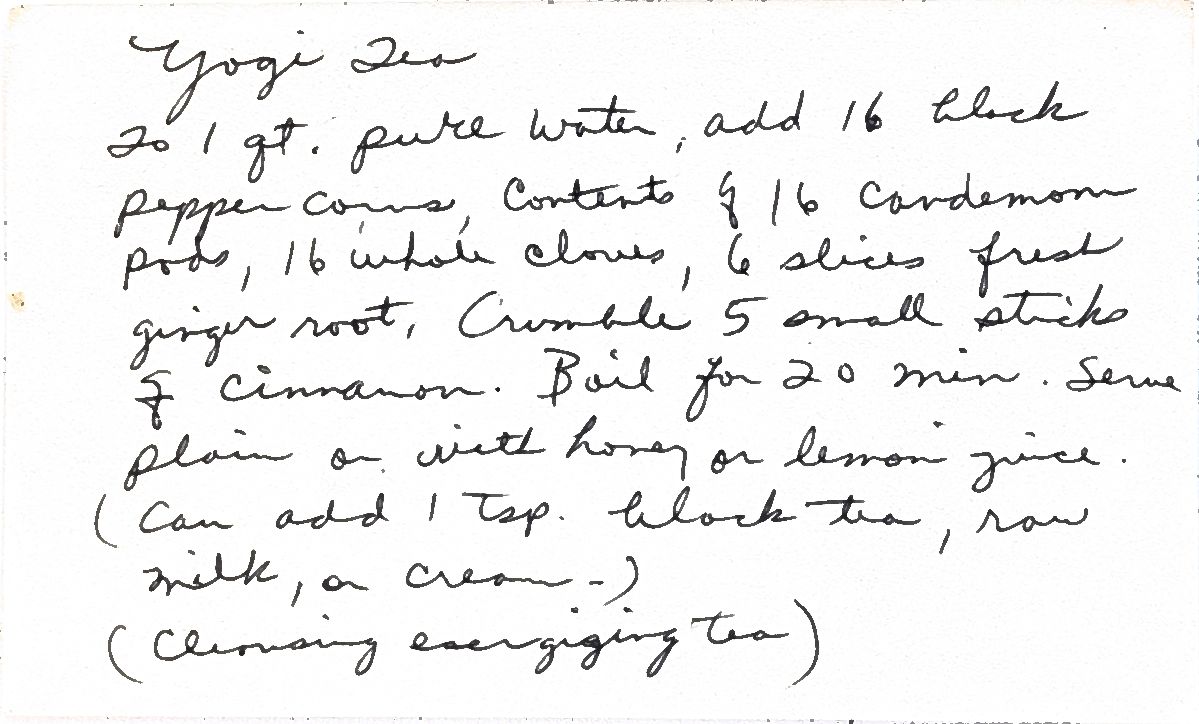 Yogi Tea
To 1 qt. pure water, add 16 black
pepper corns, contents of 16 cardemom
pods, 16 whole cloves, 6 slices fresh
ginger root, Crumble 5 small sticks
of cinnamon. Boil for 20 min. Serve
plain or with honey or lemon juice.
(Can add 1 Tsp. black tea, raw
milk, or cream.)
(Cleansing energiging tea)